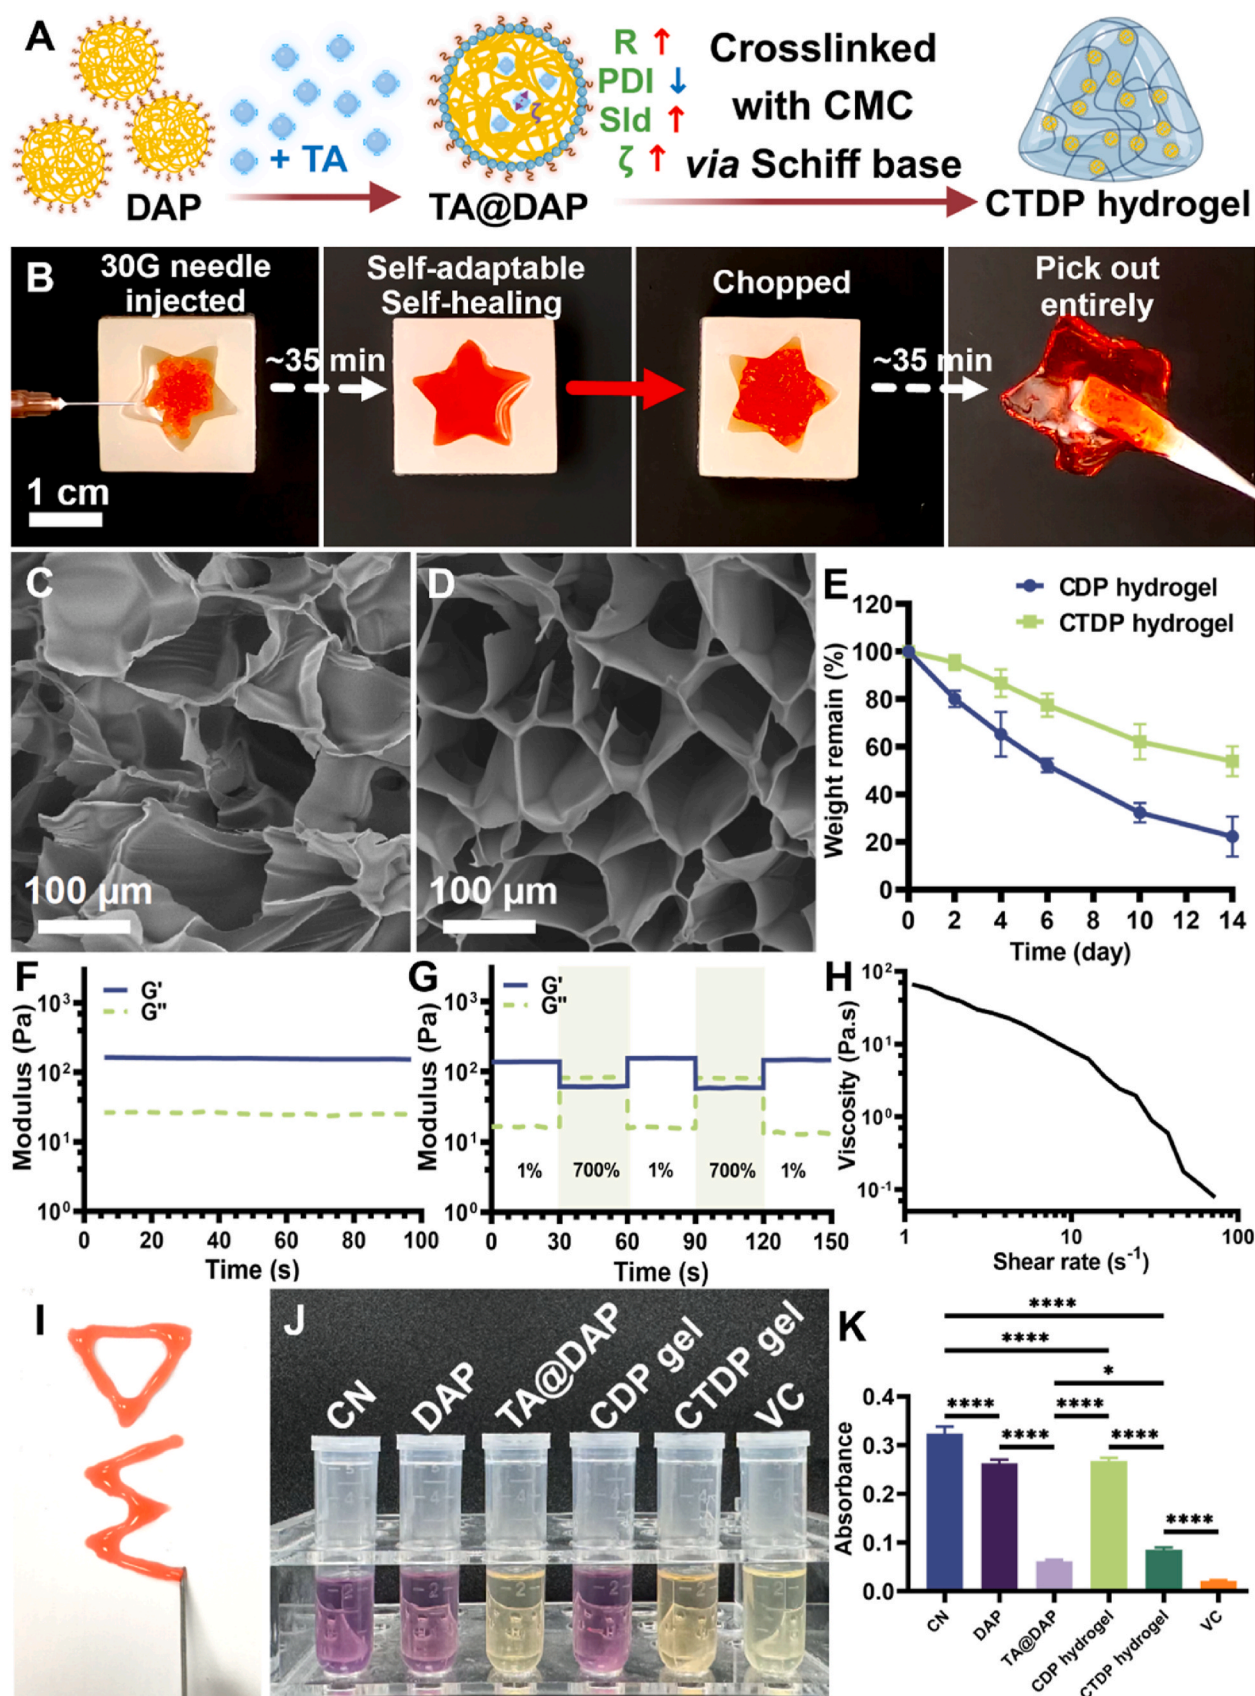 A
DAP
+ TA
TA@DAP
R ↑
PDI ↓
Sld ↑
ζ ↑
ζ
Crosslinked
with CMC
via Schiff base
CTDP hydrogel
B
30G needle
injected
~35 min
Self-adaptable
Self-healing
Chopped
~35 min
Pick out
entirely
1 cm
C
100 μm
D
100 μm
E
CDP hydrogel
CTDP hydrogel
Weight remain (%)
120
100
80
60
40
20
0
0 2 4 6 10 12 14
Time (day)
F
G'
G"
Modulus (Pa)
10³
10²
10¹
10⁰
0 20 40 60 80 100
Time (s)
G
G'
G"
Modulus (Pa)
10³
10²
10¹
10⁰
1% 700% 1% 700% 1%
0 30 60 90 120 150
Time (s)
H
Viscosity (Pa.s)
10²
10¹
10⁰
10⁻¹
1 10 100
Shear rate (s⁻¹)
I
J
CN
DAP
TA@DAP
CDP gel
CTDP gel
VC
K
****
****
*
**** ****
**** ****
****
Absorbance
0.4
0.3
0.2
0.1
0.0
CN
DAP
TA@DAP
CDP hydrogel
CTDP hydrogel
VC